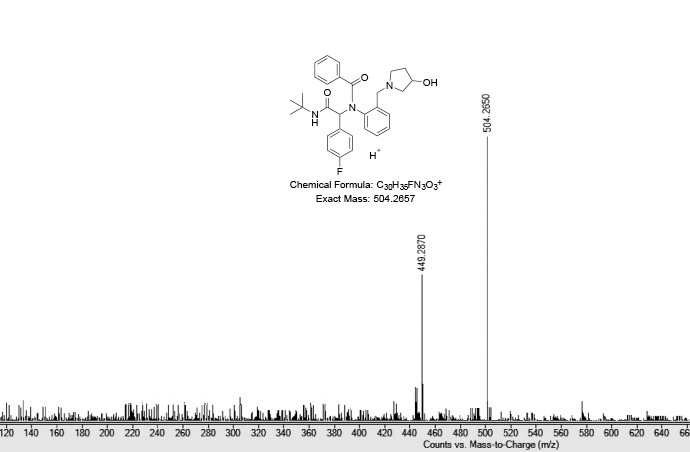 O
OH
N
O
N
N
H
H⁺
F
Chemical Formula: C₃₀H₃₅FN₃O₃⁺
Exact Mass: 504.2657
504.2650
449.2870
120 140 160 180 200 220 240 260 280 300 320 340 360 380 400 420 440 460 480 500 520 540 560 580 600 620 640 66
Counts vs. Mass-to-Charge (m/z)